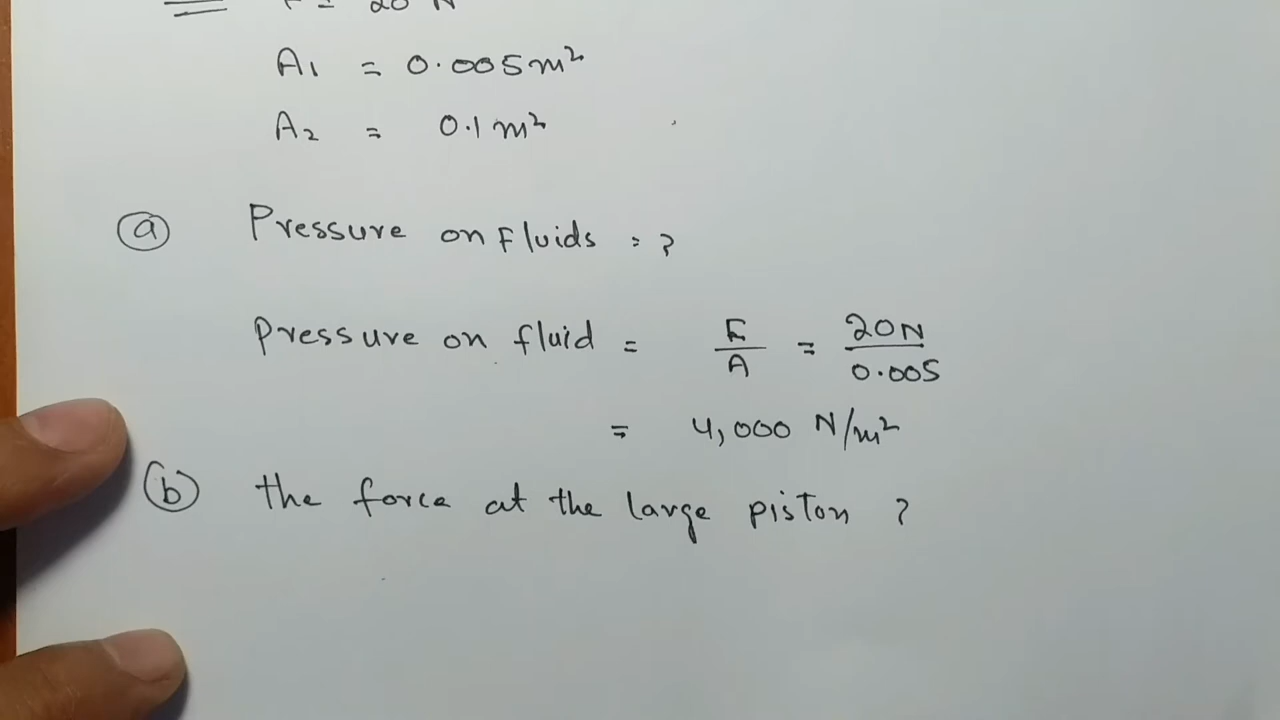 F = 20 N
A1 = 0.005m²
A2 = 0.1 m²
(a) Pressure on Fluids = ?
Pressure on fluid = F/A = 20N/0.005
= 4,000 N/m²
(b) the force at the large piston ?